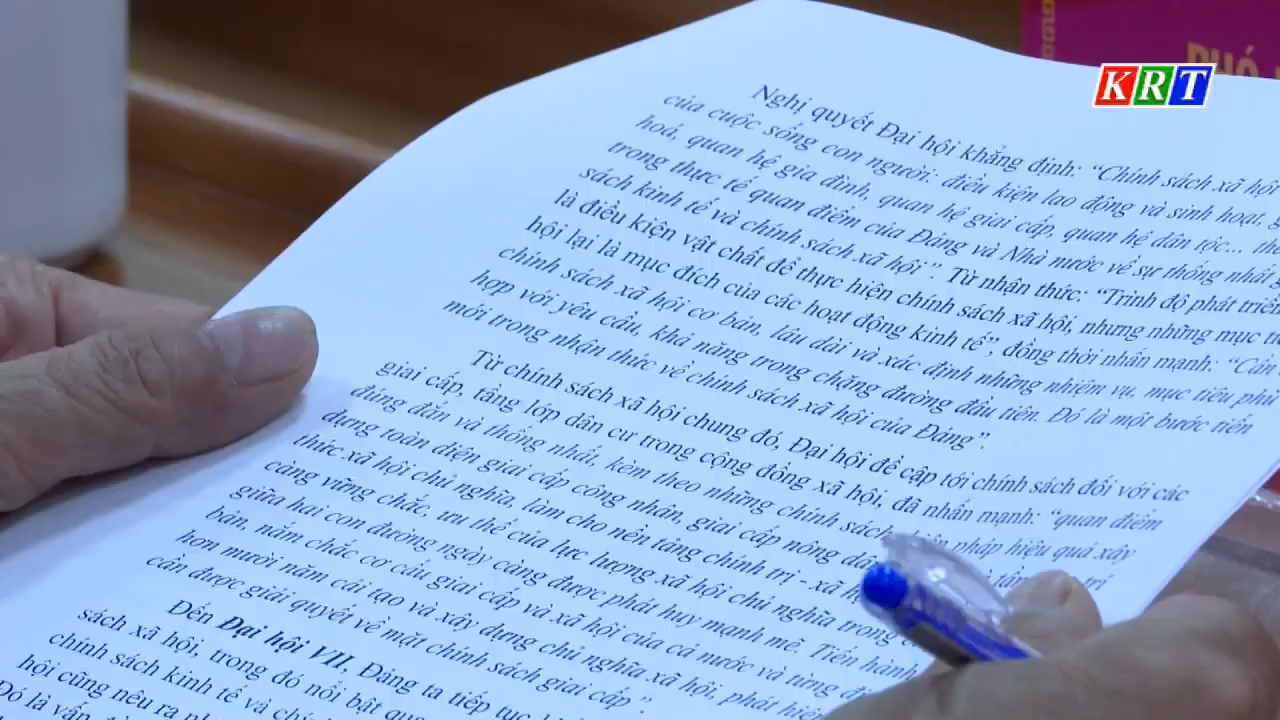 KRT
PHÓ
Nghị quyết Đại hội khẳng định: “Chính sách xã hội
của cuộc sống con người: điều kiện lao động và sinh hoạt, g
hoá, quan hệ gia đình, quan hệ giai cấp, quan hệ dân tộc... the
trong thực tế quan điểm của Đảng và Nhà nước về sự thống nhất g
sách kinh tế và chính sách xã hội”. Từ nhận thức: “Trình độ phát triển
là điều kiện vật chất để thực hiện chính sách xã hội, nhưng những mục ti
hội lại là mục đích của các hoạt động kinh tế”, đồng thời nhấn mạnh: “Cần
chính sách xã hội cơ bản, lâu dài và xác định những nhiệm vụ, mục tiêu phù
hợp với yêu cầu, khả năng trong chặng đường đầu tiên. Đó là một bước tiến
mới trong nhận thức về chính sách xã hội của Đảng”.
Từ chính sách xã hội chung đó, Đại hội đề cập tới chính sách đối với các
giai cấp, tầng lớp dân cư trong cộng đồng xã hội, đã nhấn mạnh: “quan điểm
đúng đắn và thống nhất, kèm theo những chính sách, biện pháp hiệu quả xây
dựng toàn diện giai cấp công nhân, giai cấp nông dân trí
thức xã hội chủ nghĩa, làm cho nền tảng chính trị - xã h
càng vững chắc, ưu thế của lực lượng xã hội chủ nghĩa trong c
giữa hai con đường ngày càng được phát huy mạnh mẽ. Tiến hành
bản, nắm chắc cơ cấu giai cấp và xã hội của cả nước và từng đị
hơn mười năm cải tạo và xây dựng chủ nghĩa xã hội, phát hiện
cần được giải quyết về mặt chính sách giai cấp”.
Đến Đại hội VII, Đảng ta tiếp tục
sách xã hội, trong đó nổi bật qua
chính sách kinh tế và chí
hội cũng nêu ra nh
Đó là vấn